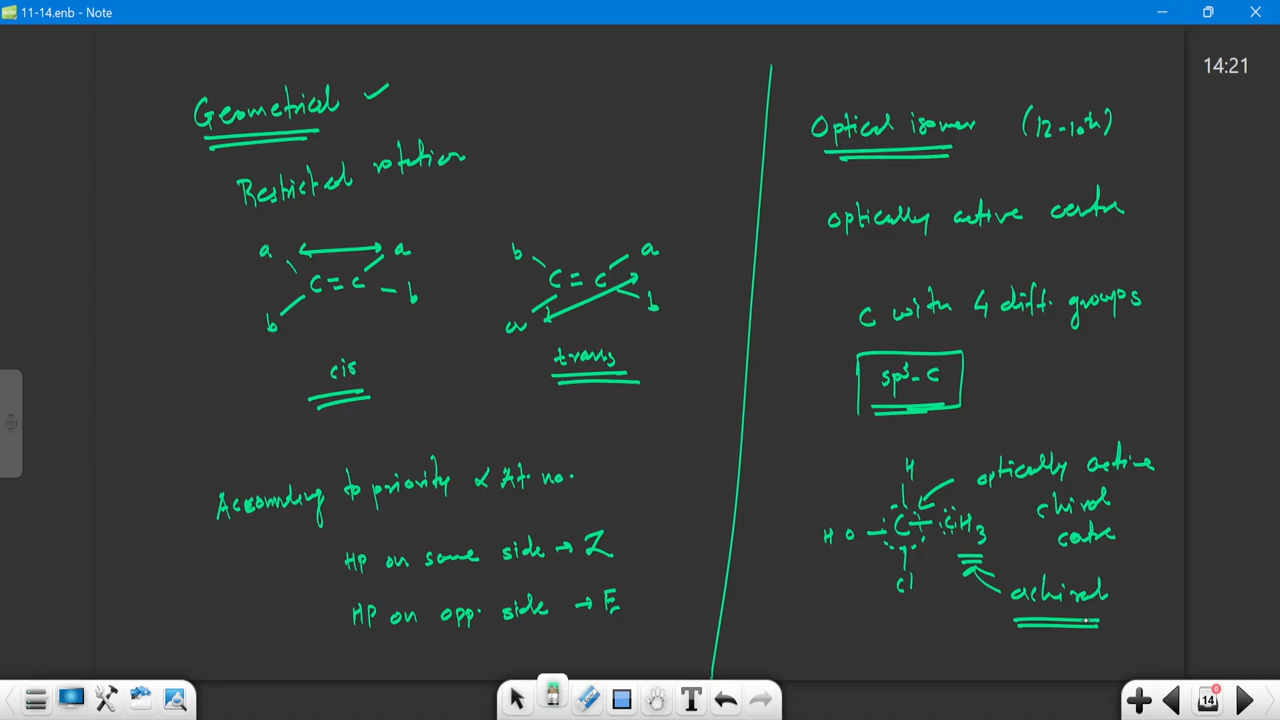 11-14.enb - Note
14:21
Geometrical ✓
Restricted rotation
a a
C=C
b b
cis
b a
C=C
a b
trans
According to priority ∝ At. no.
HP on same side → Z
HP on opp. side → E
Optical isomer (12-10th)
optically active centre
C with 4 diff. groups
sp³-C
H
optically active
chiral
centre
HO-C-CH3
Cl
achiral
T
14
0